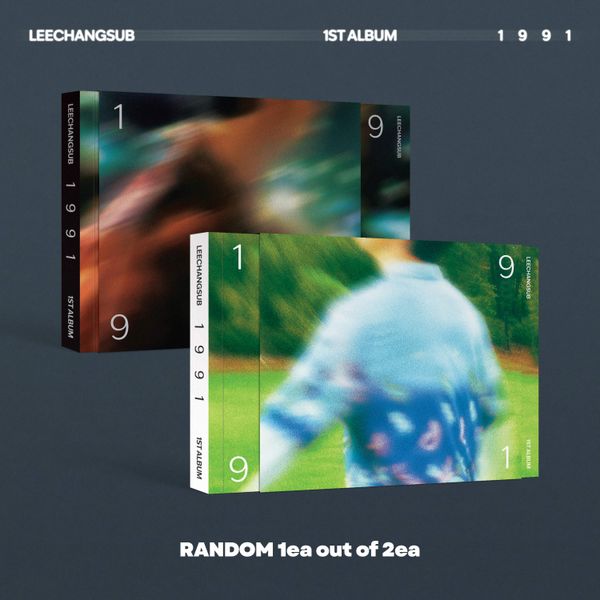 LEECHANGSUB 1ST ALBUM 1 9 9 1
LEECHANGSUB 1 9 9 1 1ST ALBUM
1 9
LEECHANGSUB
9
LEECHANGSUB 1 9 9 1 1ST ALBUM
1 9
LEECHANGSUB
9 1
1ST ALBUM
RANDOM 1ea out of 2ea